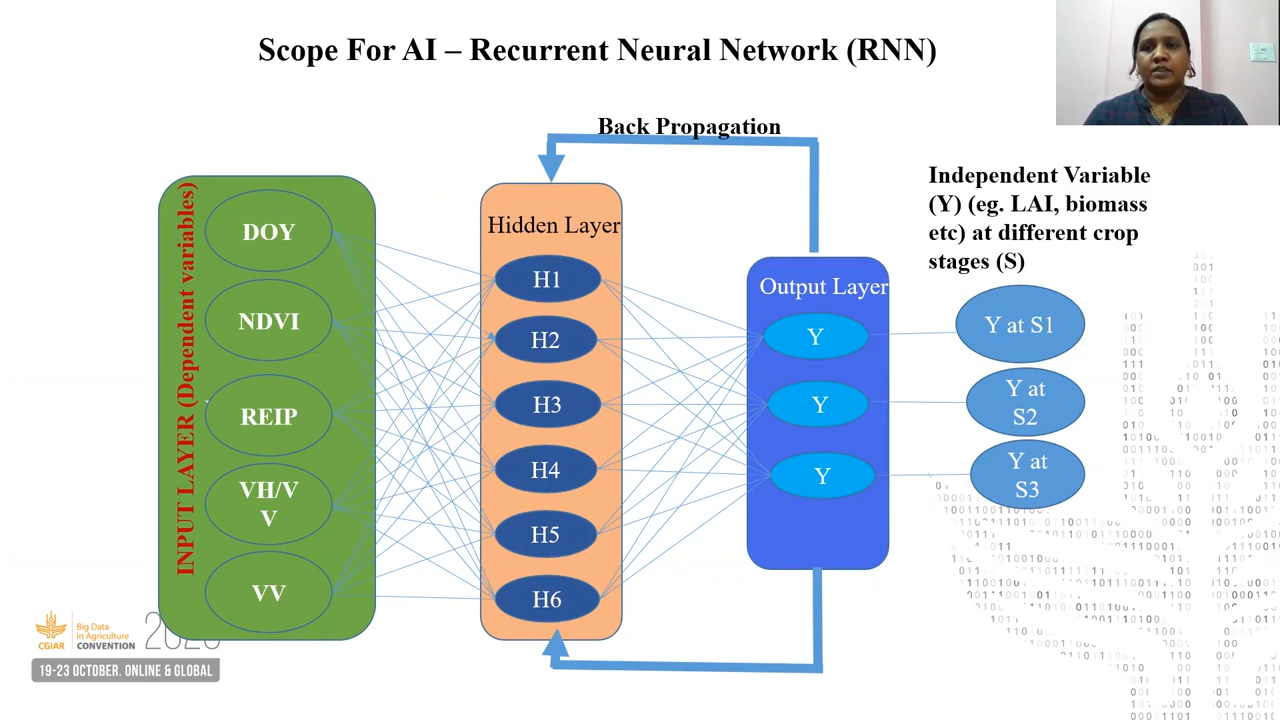 Scope For AI – Recurrent Neural Network (RNN)
Back Propagation
INPUT LAYER (Dependent variables)
DOY
NDVI
REIP
VH/V
V
VV
Hidden Layer
H1
H2
H3
H4
H5
H6
Output Layer
Y
Y
Y
Independent Variable
(Y) (eg. LAI, biomass
etc) at different crop
stages (S)
Y at S1
Y at
S2
Y at
S3
CGIAR
Big Data
in Agriculture
CONVENTION
19-23 OCTOBER. ONLINE & GLOBAL